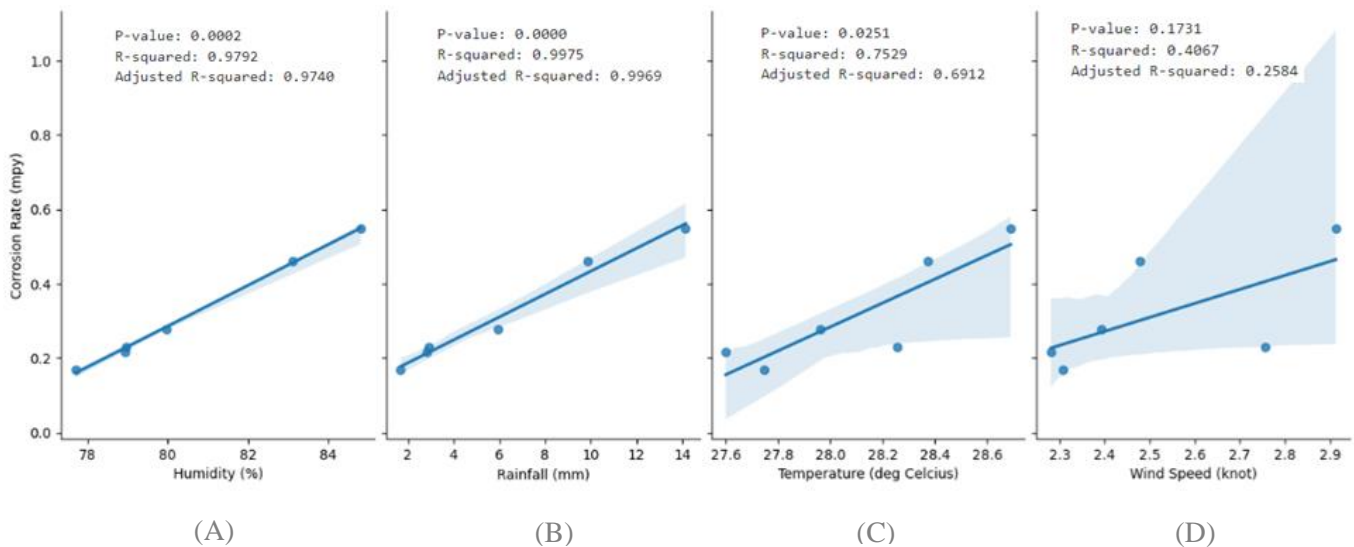 P-value: 0.0002
R-squared: 0.9792
Adjusted R-squared: 0.9740
P-value: 0.0000
R-squared: 0.9975
Adjusted R-squared: 0.9969
P-value: 0.0251
R-squared: 0.7529
Adjusted R-squared: 0.6912
P-value: 0.1731
R-squared: 0.4067
Adjusted R-squared: 0.2584
Corrosion Rate (mpy)
1.0
0.8
0.6
0.4
0.2
0.0
78 80 82 84
Humidity (%)
2 4 6 8 10 12 14
Rainfall (mm)
27.6 27.8 28.0 28.2 28.4 28.6
Temperature (deg Celcius)
2.3 2.4 2.5 2.6 2.7 2.8 2.9
Wind Speed (knot)
(A) (B) (C) (D)